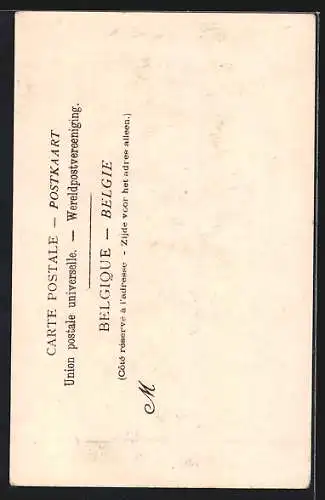 CARTE POSTALE — POSTKAART
Union postale universelle. — Wereldpostvereeniging.
BELGIQUE — BELGIE
(Côté réservé à l'adresse - Zijde voor het adres alleen.)
M